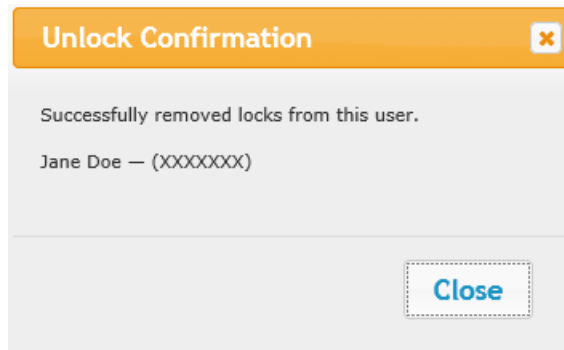 Unlock Confirmation
Successfully removed locks from this user.
Jane Doe — (XXXXXXX)
Close